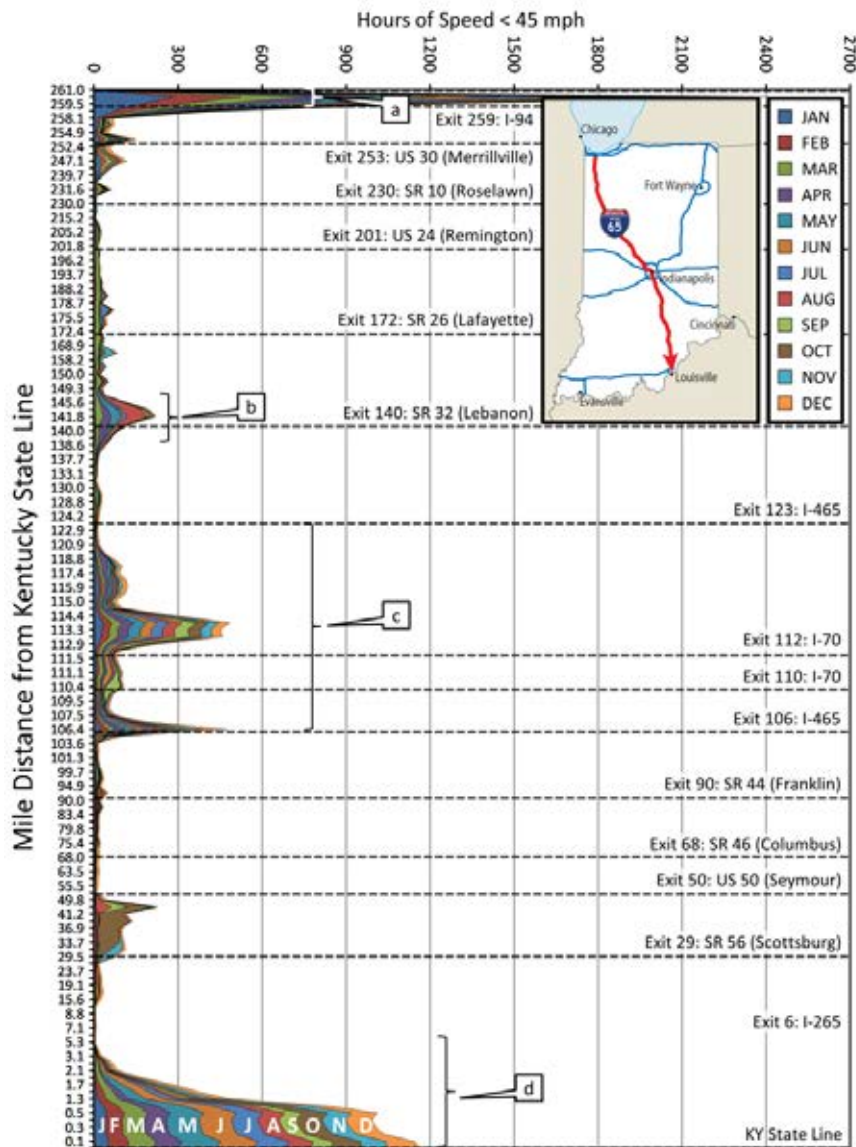 Hours of Speed < 45 mph
0 300 600 900 1200 1500 1800 2100 2400 2700
Mile Distance from Kentucky State Line
261.0
259.5
258.1
254.9
252.4
247.1
239.7
231.6
230.0
215.2
205.2
201.8
196.2
193.7
188.2
178.7
175.5
172.4
168.9
158.2
150.0
149.3
145.6
141.8
140.0
138.6
137.7
133.1
130.0
128.8
124.2
122.9
120.9
118.8
117.4
115.9
115.0
114.4
113.3
112.9
111.5
111.1
110.4
109.5
107.5
106.4
103.6
101.3
99.7
94.9
90.0
83.4
79.8
75.4
68.0
63.5
55.5
49.8
41.2
36.9
33.7
29.5
23.7
19.1
15.6
8.8
7.1
5.3
3.1
2.1
1.7
1.3
0.5
0.3
0.1
a
Exit 259: I-94
Exit 253: US 30 (Merrillville)
Exit 230: SR 10 (Roselawn)
Exit 201: US 24 (Remington)
Exit 172: SR 26 (Lafayette)
b
Exit 140: SR 32 (Lebanon)
Exit 123: I-465
c
Exit 112: I-70
Exit 110: I-70
Exit 106: I-465
Exit 90: SR 44 (Franklin)
Exit 68: SR 46 (Columbus)
Exit 50: US 50 (Seymour)
Exit 29: SR 56 (Scottsburg)
Exit 6: I-265
d
J F M A M J J A S O N D
KY State Line
Chicago
Fort Wayne
65
Indianapolis
Cincinnati
Louisville
Evansville
JAN
FEB
MAR
APR
MAY
JUN
JUL
AUG
SEP
OCT
NOV
DEC